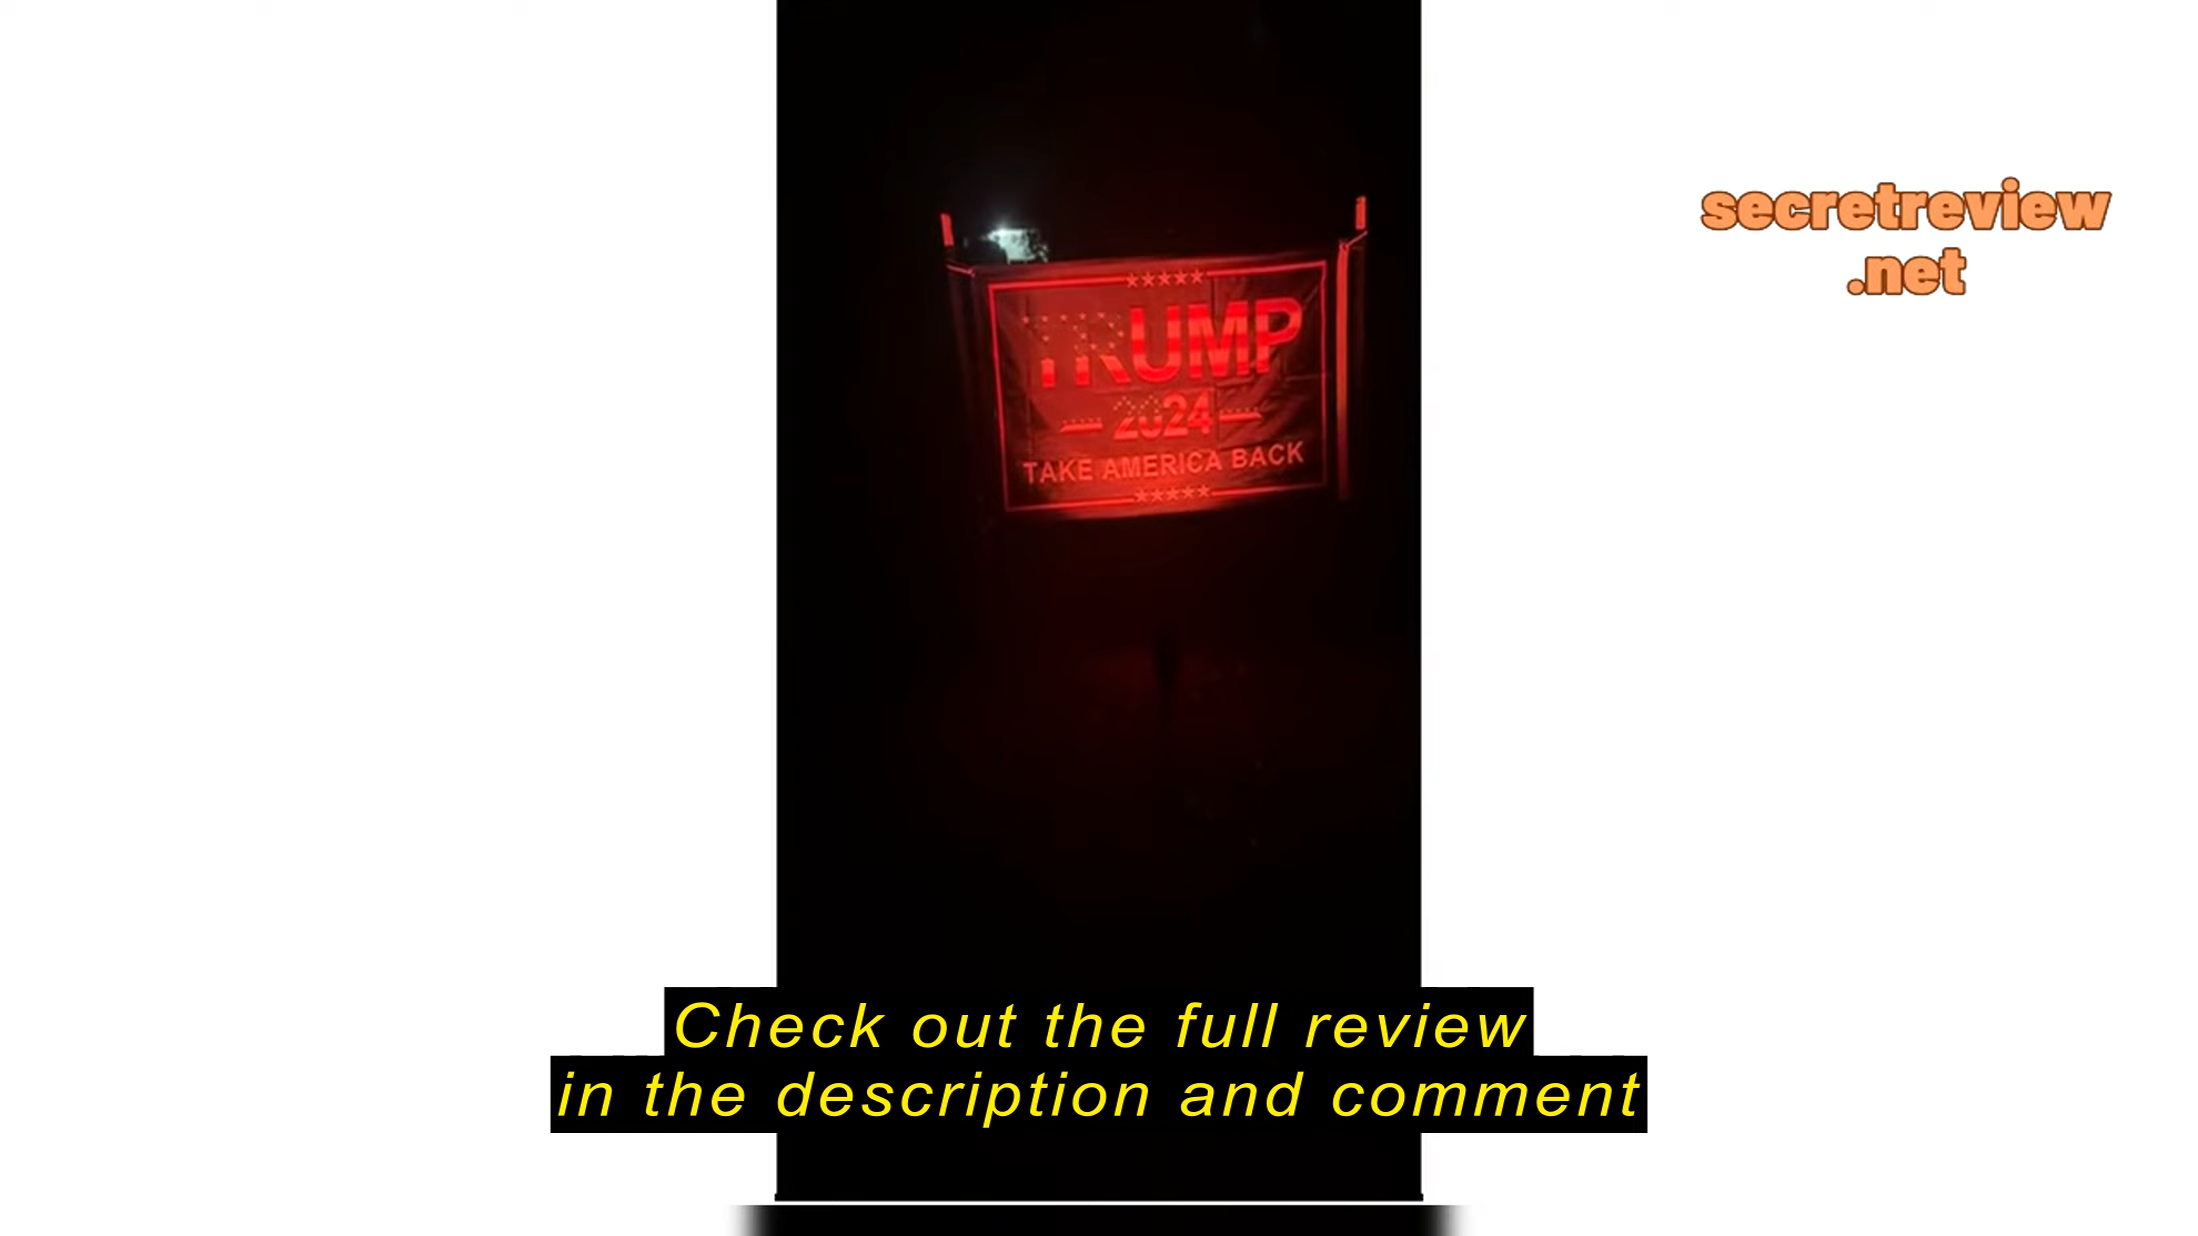 secretreview
.net
★★★★★
TRUMP
2024
TAKE AMERICA BACK
★★★★★
Check out the full review
in the description and comment